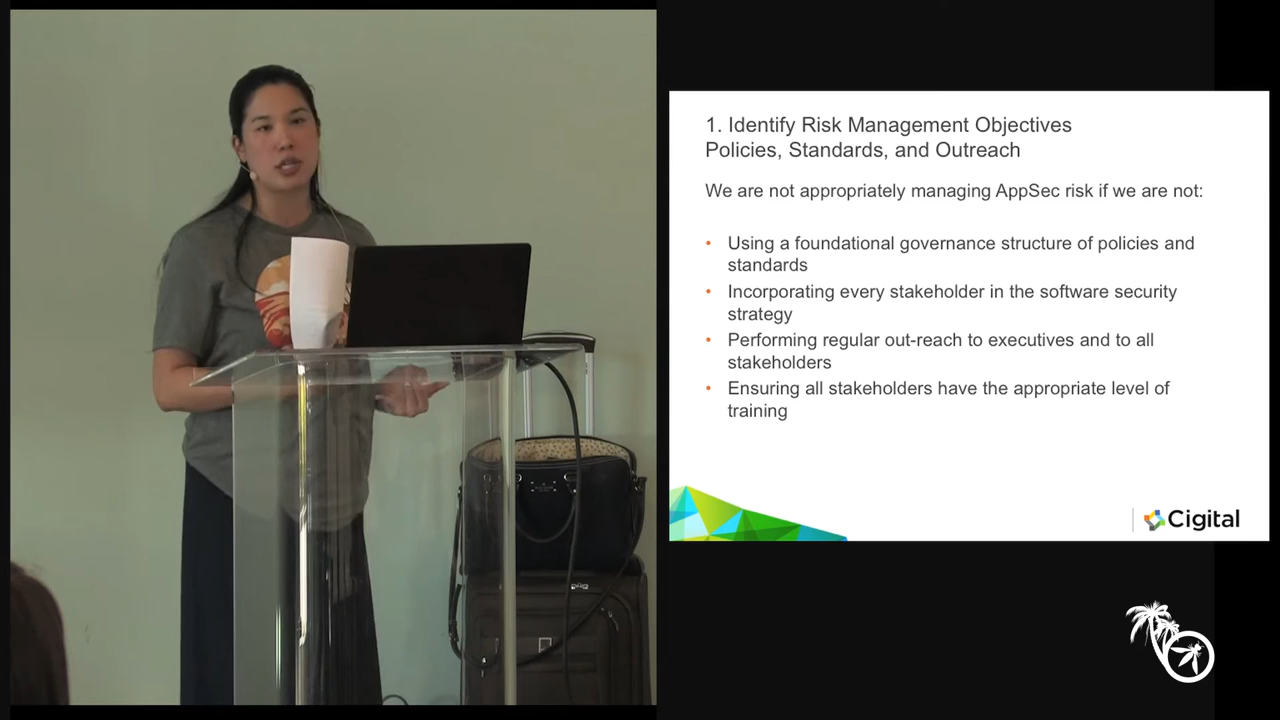 1. Identify Risk Management Objectives
Policies, Standards, and Outreach
We are not appropriately managing AppSec risk if we are not:
• Using a foundational governance structure of policies and
standards
• Incorporating every stakeholder in the software security
strategy
• Performing regular out-reach to executives and to all
stakeholders
• Ensuring all stakeholders have the appropriate level of
training
Cigital